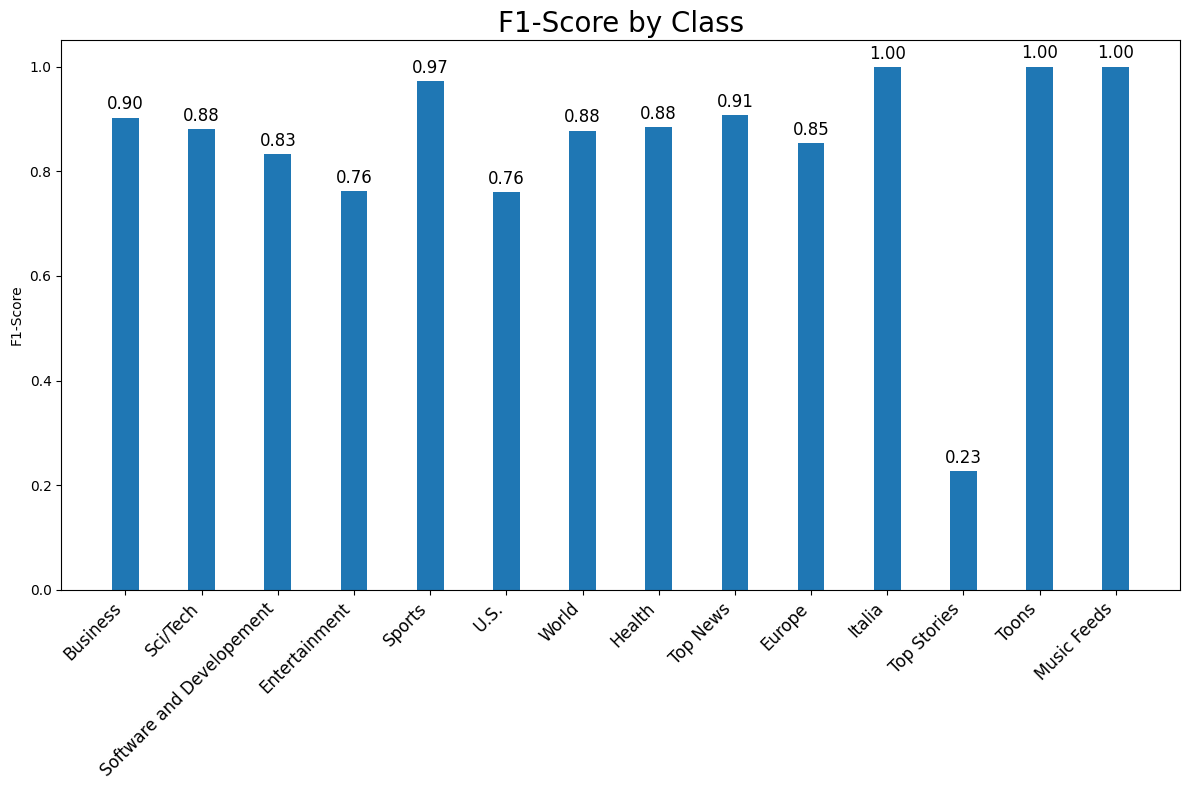 F1-Score by Class
F1-Score
1.0
0.8
0.6
0.4
0.2
0.0
0.90
0.88
0.83
0.76
0.97
0.76
0.88
0.88
0.91
0.85
1.00
0.23
1.00
1.00
Business
Sci/Tech
Software and Developement
Entertainment
Sports
U.S.
World
Health
Top News
Europe
Italia
Top Stories
Toons
Music Feeds